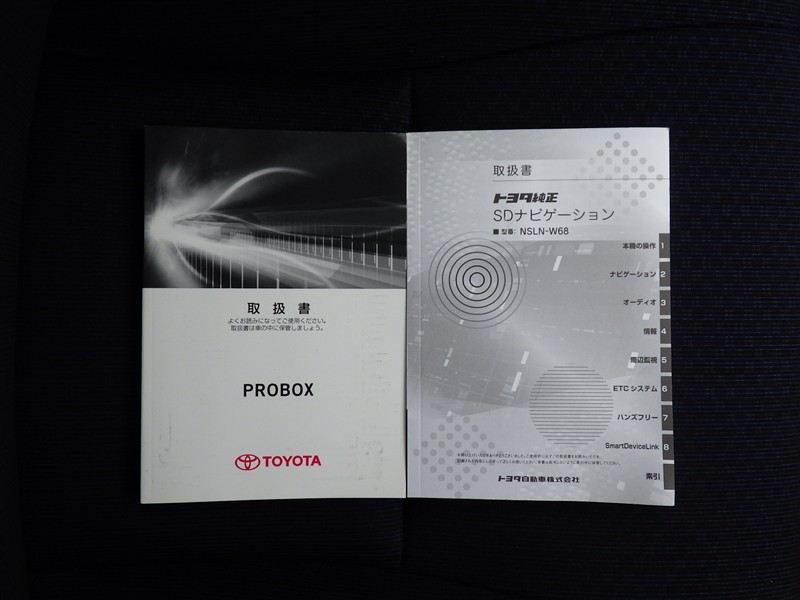 取扱書
よくお読みになってご使用ください。
取扱書は車の中に保管しましょう。
PROBOX
TOYOTA
取扱書
トヨタ純正
SDナビゲーション
■ 型番: NSLN-W68
本機の操作 1
ナビゲーション 2
オーディオ 3
情報 4
周辺監視 5
ETCシステム 6
ハンズフリー 7
SmartDeviceLink 8
索引
トヨタ自動車株式会社